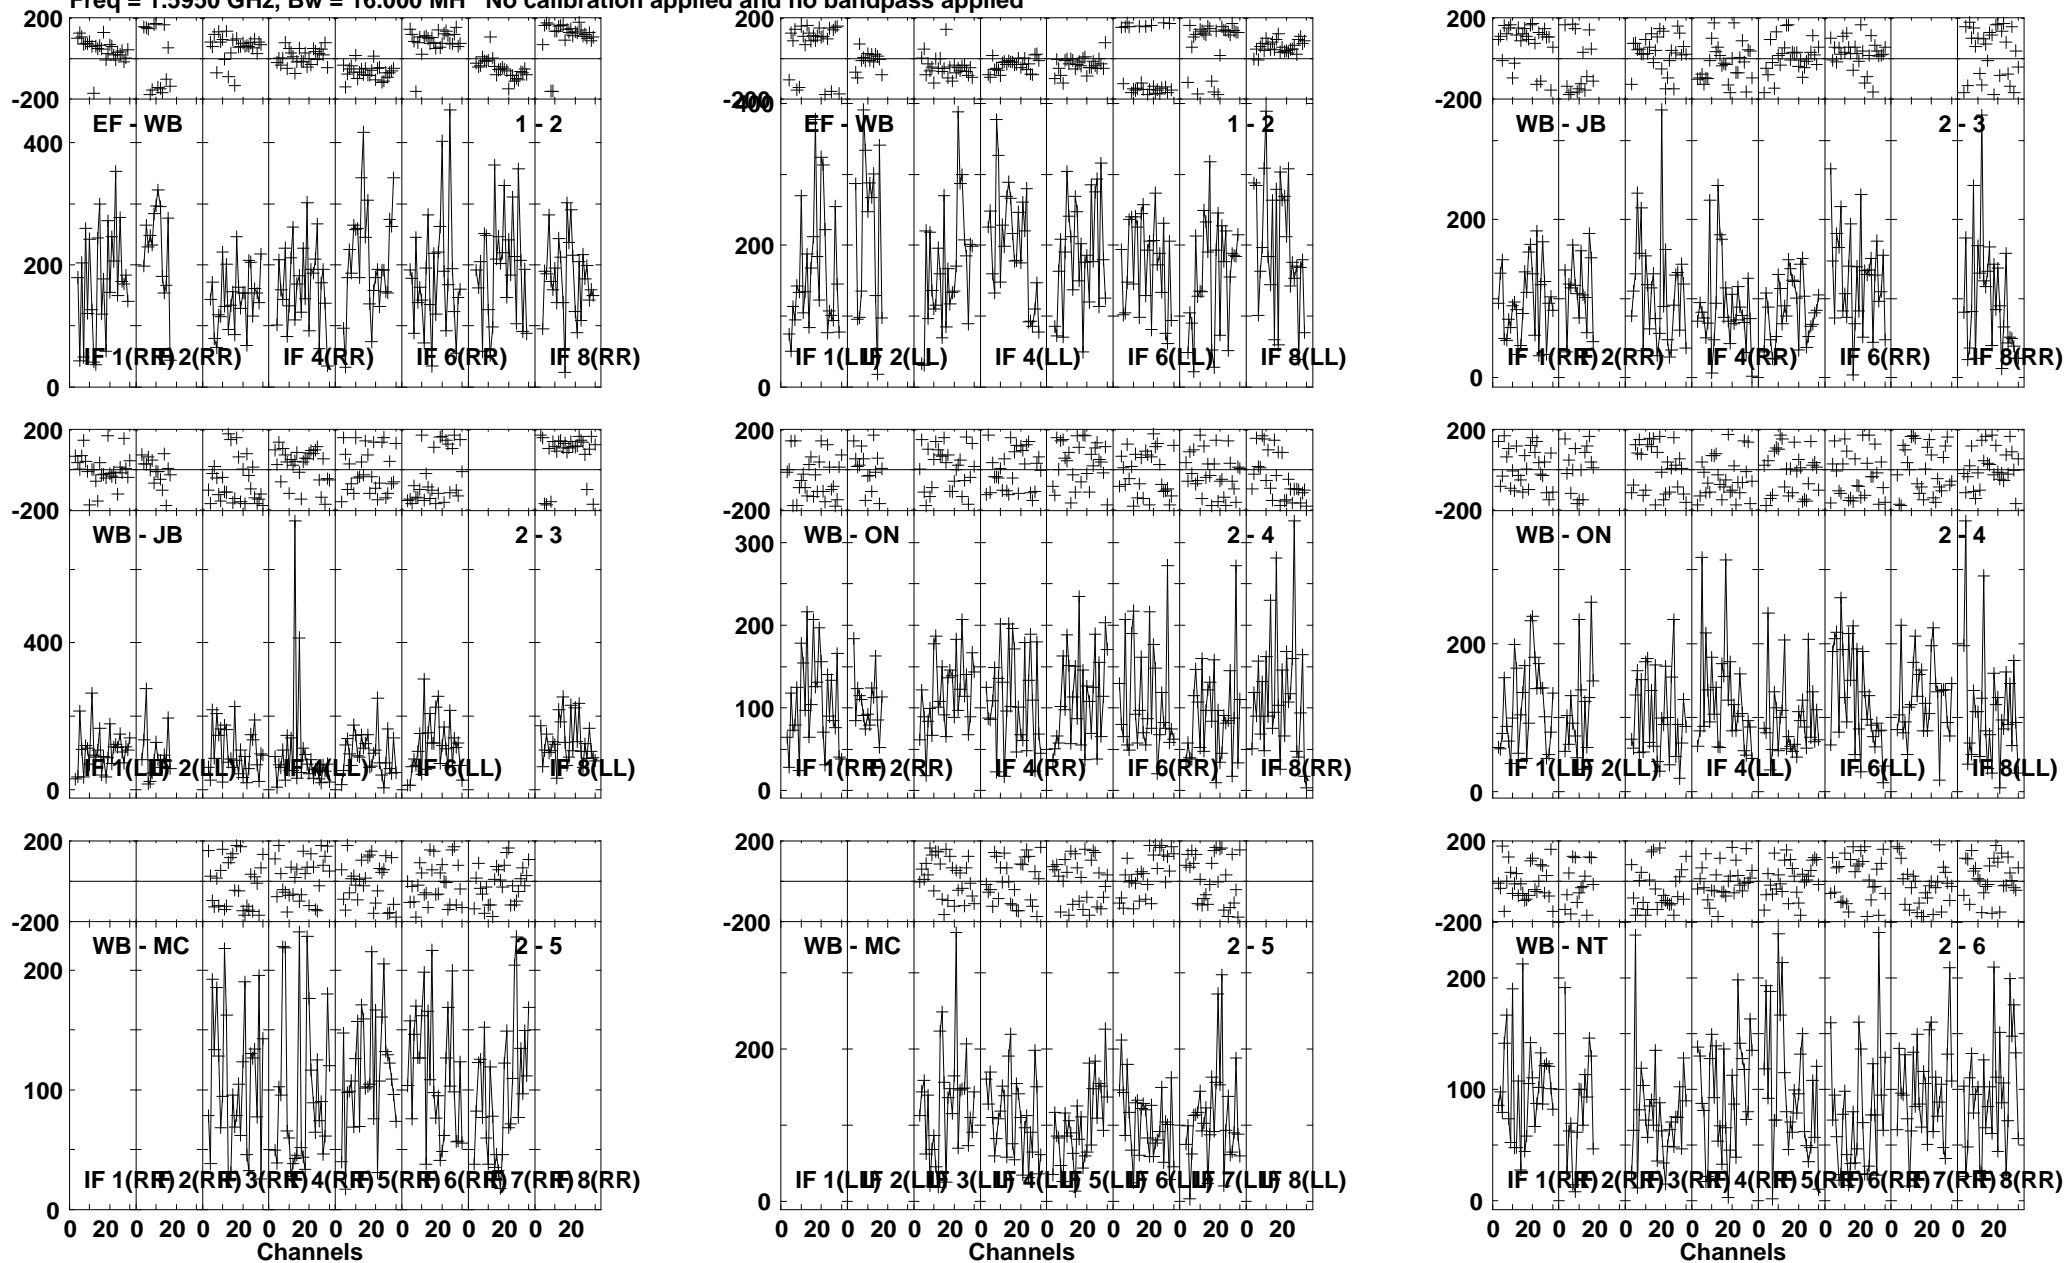 Freq = 1.5950 GHz, Bw = 16.000 MH No calibration applied and no bandpass applied
200 200 200
-200 -200 -200
EF - WB 1 - 2
400
200
0
IF 1(RR) IF 2(RR) IF 4(RR) IF 6(RR) IF 8(RR)
EF - WB 1 - 2
400
200
0
IF 1(LL) IF 2(LL) IF 4(LL) IF 6(LL) IF 8(LL)
WB - JB 2 - 3
200
0
IF 1(RR) IF 2(RR) IF 4(RR) IF 6(RR) IF 8(RR)
200 200 200
-200 -200 -200
WB - JB 2 - 3
400
0
IF 1(LL) IF 2(LL) IF 4(LL) IF 6(LL) IF 8(LL)
WB - ON 2 - 4
300
200
100
0
IF 1(RR) IF 2(RR) IF 4(RR) IF 6(RR) IF 8(RR)
WB - ON 2 - 4
200
0
IF 1(LL) IF 2(LL) IF 4(LL) IF 6(LL) IF 8(LL)
200 200 200
-200 -200 -200
WB - MC 2 - 5
200
100
0
IF 1(RR) IF 2(RR) IF 3(RR) IF 4(RR) IF 5(RR) IF 6(RR) IF 7(RR) IF 8(RR)
0 20 0 20 0 20 0 20 0 20 0 20 0 20 0 20
WB - MC 2 - 5
200
0
IF 1(LL) IF 2(LL) IF 3(LL) IF 4(LL) IF 5(LL) IF 6(LL) IF 7(LL) IF 8(LL)
0 20 0 20 0 20 0 20 0 20 0 20 0 20 0 20
WB - NT 2 - 6
200
100
0
IF 1(RR) IF 2(RR) IF 3(RR) IF 4(RR) IF 5(RR) IF 6(RR) IF 7(RR) IF 8(RR)
0 20 0 20 0 20 0 20 0 20 0 20 0 20 0 20
Channels Channels Channels